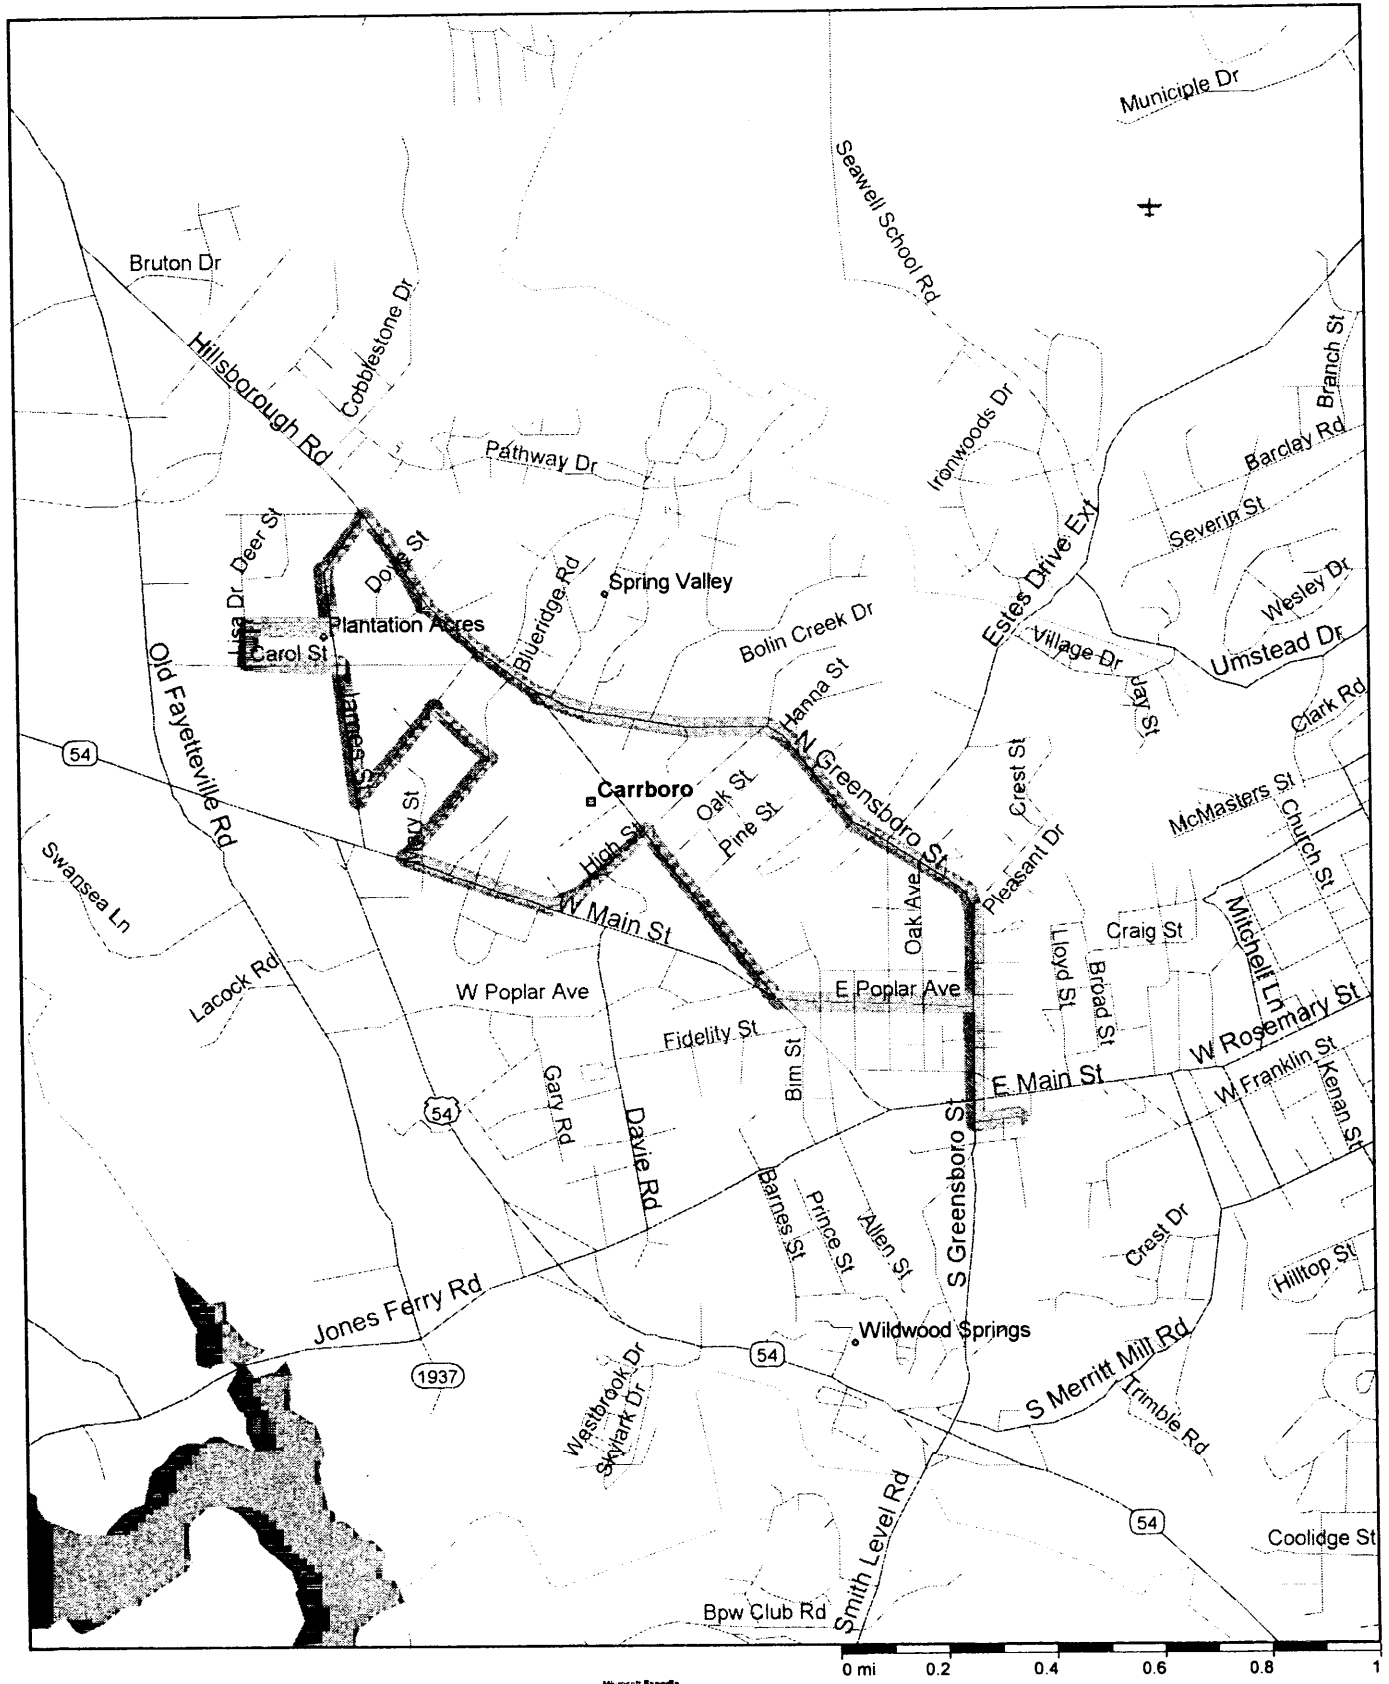 Municiple Dr
Seawell School Rd
Bruton Dr
Cobblestone Dr
Hillsborough Rd
Branch St
Ironwoods Dr
Barclay Rd
Pathway Dr
Severin St
Estes Drive Ext
Deer St
Dove St
Blueridge Rd
Spring Valley
Wesley Dr
Lisa Dr
Plantation Acres
Bolin Creek Dr
Village Dr
Umstead Dr
Carol St
Old Fayetteville Rd
James St
Hanna St
Jay St
Clark Rd
54
N Greensboro St
Crest St
Carrboro
Oak St
Pine St
McMasters St
Church St
Mary St
High St
Pleasant Dr
Swansea Ln
W Main St
Oak Ave
Craig St
Mitchell Ln
Lloyd St
Broad St
Lacock Rd
W Poplar Ave
E Poplar Ave
W Rosemary St
Fidelity St
Bim St
W Franklin St
Kenan St
E Main St
Gary Rd
54
Davie Rd
S Greensboro St
Barnes St
Prince St
Allen St
Crest Dr
Hilltop St
Jones Ferry Rd
Wildwood Springs
54
1937
S Merritt Mill Rd
Westbrook Dr
Skylark Dr
Trimble Rd
Smith Level Rd
54
Coolidge St
Bpw Club Rd
0 mi 0.2 0.4 0.6 0.8 1
Microsoft Expedia